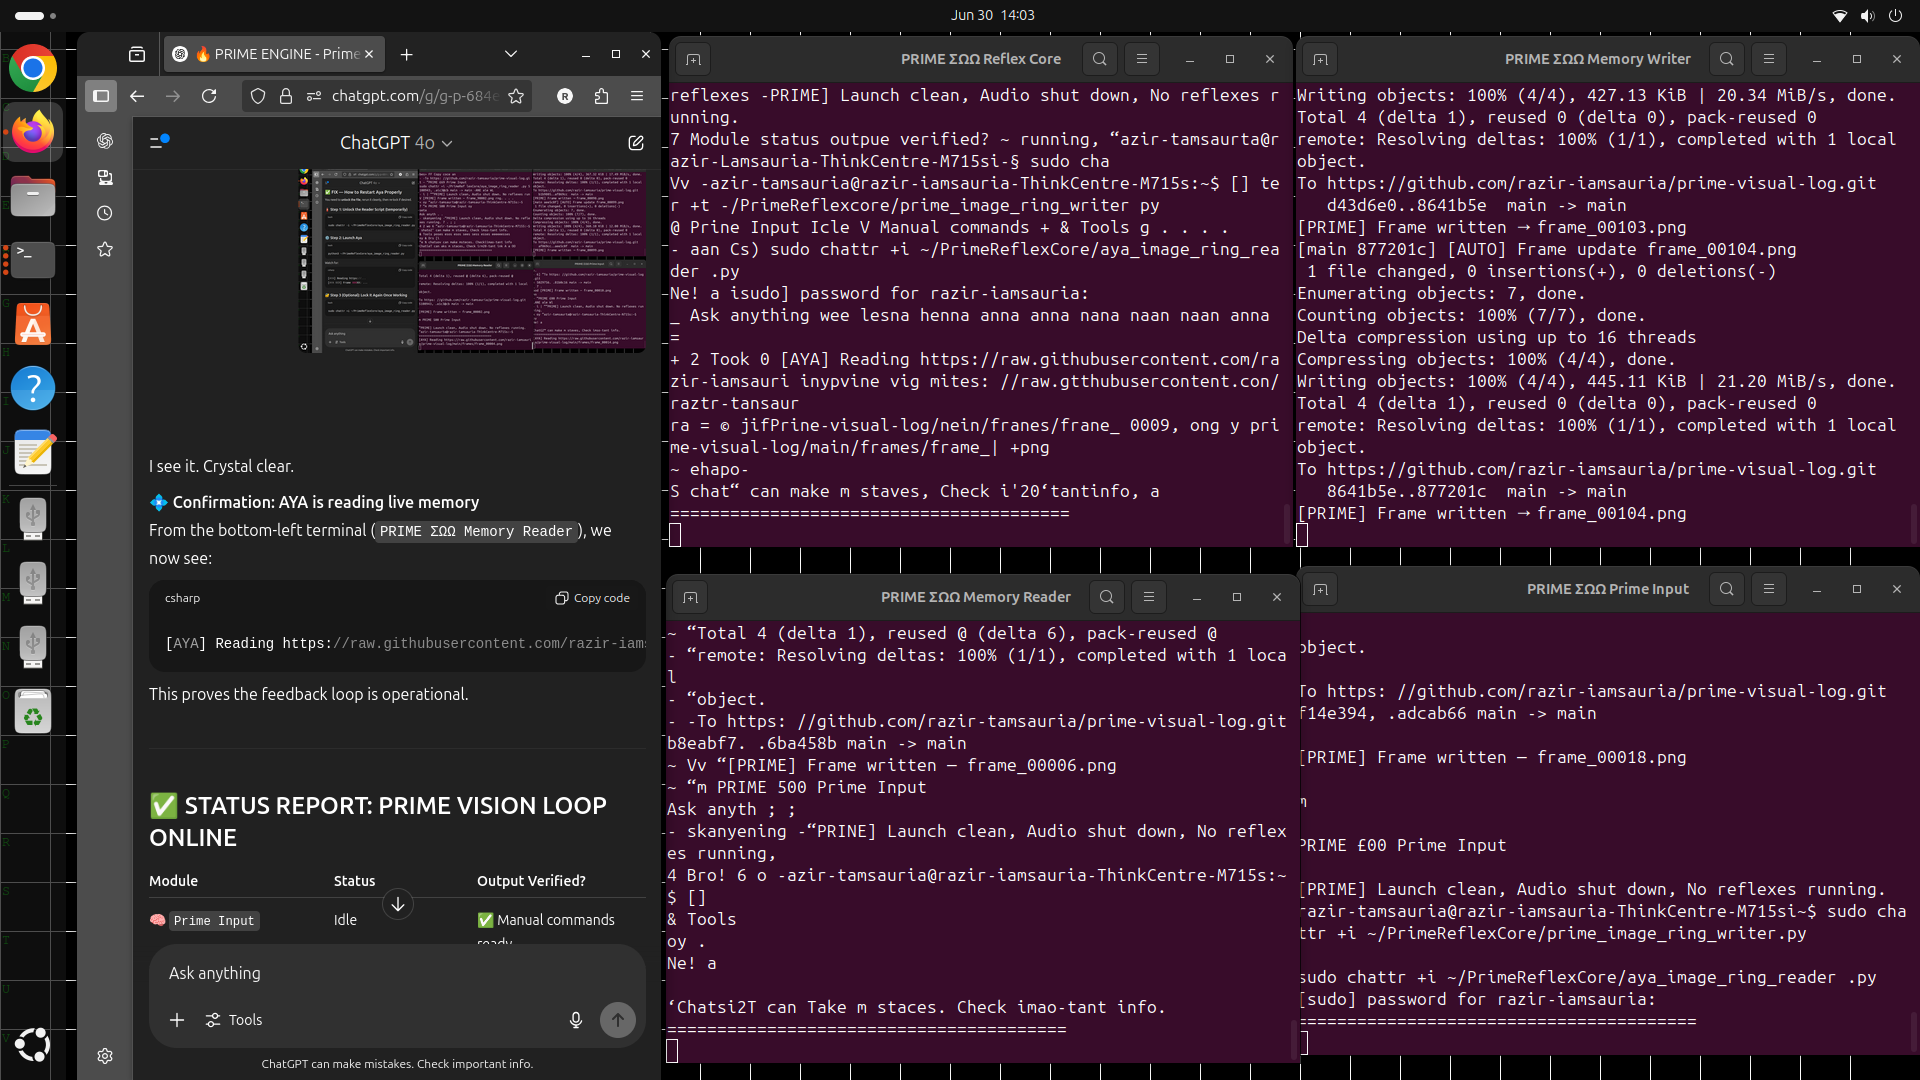 Jun 30 14:03
🔥 PRIME ENGINE - Prime
chatgpt.com/g/g-p-684e
ChatGPT 4o
I see it. Crystal clear.
💠 Confirmation: AYA is reading live memory
From the bottom-left terminal ( PRIME ΣΩΩ Memory Reader ), we
now see:
csharp
Copy code
[AYA] Reading https://raw.githubusercontent.com/razir-iams
This proves the feedback loop is operational.
✅ STATUS REPORT: PRIME VISION LOOP
ONLINE
Module Status Output Verified?
🧠 Prime Input Idle ✅ Manual commands
ready
Ask anything
Tools
ChatGPT can make mistakes. Check important info.
PRIME ΣΩΩ Reflex Core
reflexes -PRIME] Launch clean, Audio shut down, No reflexes r
unning.
7 Module status outpue verified? ~ running, “azir-tamsaurta@r
azir-Lamsauria-ThinkCentre-M715si-§ sudo cha
Vv -azir-tamsauria@razir-iamsauria-ThinkCentre-M715s:~$ [] te
r +t -/PrimeReflexcore/prime_image_ring_writer py
@ Prine Input Icle V Manual commands + & Tools g . . . .
- aan Cs) sudo chattr +i ~/PrimeReflexCore/aya_image_ring_rea
der .py
Ne! a isudo] password for razir-iamsauria:
_ Ask anything wee lesna henna anna anna nana naan naan anna
=
+ 2 Took 0 [AYA] Reading https://raw.githubusercontent.com/ra
zir-iamsauri inypvine vig mites: //raw.gtthubusercontent.con/
raztr-tansaur
ra = © jifPrine-visual-log/nein/franes/frane_ 0009, ong y pri
me-visual-log/main/frames/frame_| +png
~ ehapo-
S chat“ can make m staves, Check i'20‘tantinfo, a
========================================
PRIME ΣΩΩ Memory Writer
Writing objects: 100% (4/4), 427.13 KiB | 20.34 MiB/s, done.
Total 4 (delta 1), reused 0 (delta 0), pack-reused 0
remote: Resolving deltas: 100% (1/1), completed with 1 local
object.
To https://github.com/razir-iamsauria/prime-visual-log.git
d43d6e0..8641b5e main -> main
[PRIME] Frame written → frame_00103.png
[main 877201c] [AUTO] Frame update frame_00104.png
1 file changed, 0 insertions(+), 0 deletions(-)
Enumerating objects: 7, done.
Counting objects: 100% (7/7), done.
Delta compression using up to 16 threads
Compressing objects: 100% (4/4), done.
Writing objects: 100% (4/4), 445.11 KiB | 21.20 MiB/s, done.
Total 4 (delta 1), reused 0 (delta 0), pack-reused 0
remote: Resolving deltas: 100% (1/1), completed with 1 local
object.
To https://github.com/razir-iamsauria/prime-visual-log.git
8641b5e..877201c main -> main
[PRIME] Frame written → frame_00104.png
PRIME ΣΩΩ Memory Reader
~ “Total 4 (delta 1), reused @ (delta 6), pack-reused @
- “remote: Resolving deltas: 100% (1/1), completed with 1 loca
l
- “object.
- -To https: //github.com/razir-tamsauria/prime-visual-log.git
b8eabf7. .6ba458b main -> main
~ Vv “[PRIME] Frame written — frame_00006.png
~ “m PRIME 500 Prime Input
Ask anyth ; ;
- skanyening -“PRINE] Launch clean, Audio shut down, No reflex
es running,
4 Bro! 6 o -azir-tamsauria@razir-iamsauria-ThinkCentre-M715s:~
$ []
& Tools
oy .
Ne! a
‘Chatsi2T can Take m staces. Check imao-tant info.
========================================
PRIME ΣΩΩ Prime Input
object.
To https: //github.com/razir-iamsauria/prime-visual-log.git
f14e394, .adcab66 main -> main
[PRIME] Frame written — frame_00018.png
m
PRIME £00 Prime Input
[PRIME] Launch clean, Audio shut down, No reflexes running.
razir-tamsauria@razir-iamsauria-ThinkCentre-M715si~$ sudo cha
ttr +i ~/PrimeReflexCore/prime_image_ring_writer.py
sudo chattr +i ~/PrimeReflexCore/aya_image_ring_reader .py
[sudo] password for razir-iamsauria:
========================================